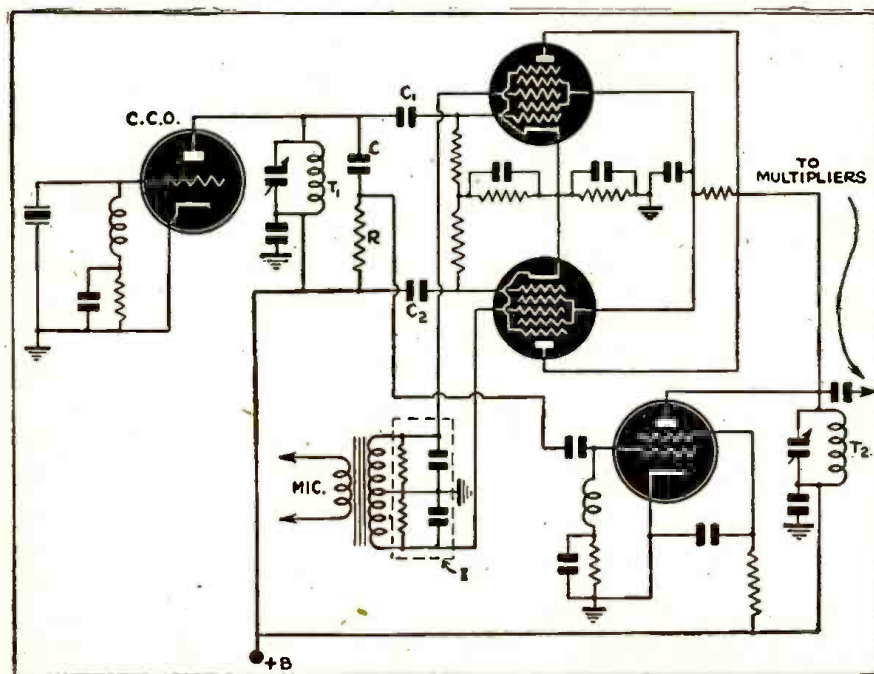 C.C.O.
C₁
C
T₁
R
C₂
TO
MULTIPLIERS
MIC.
I
T₂
+B